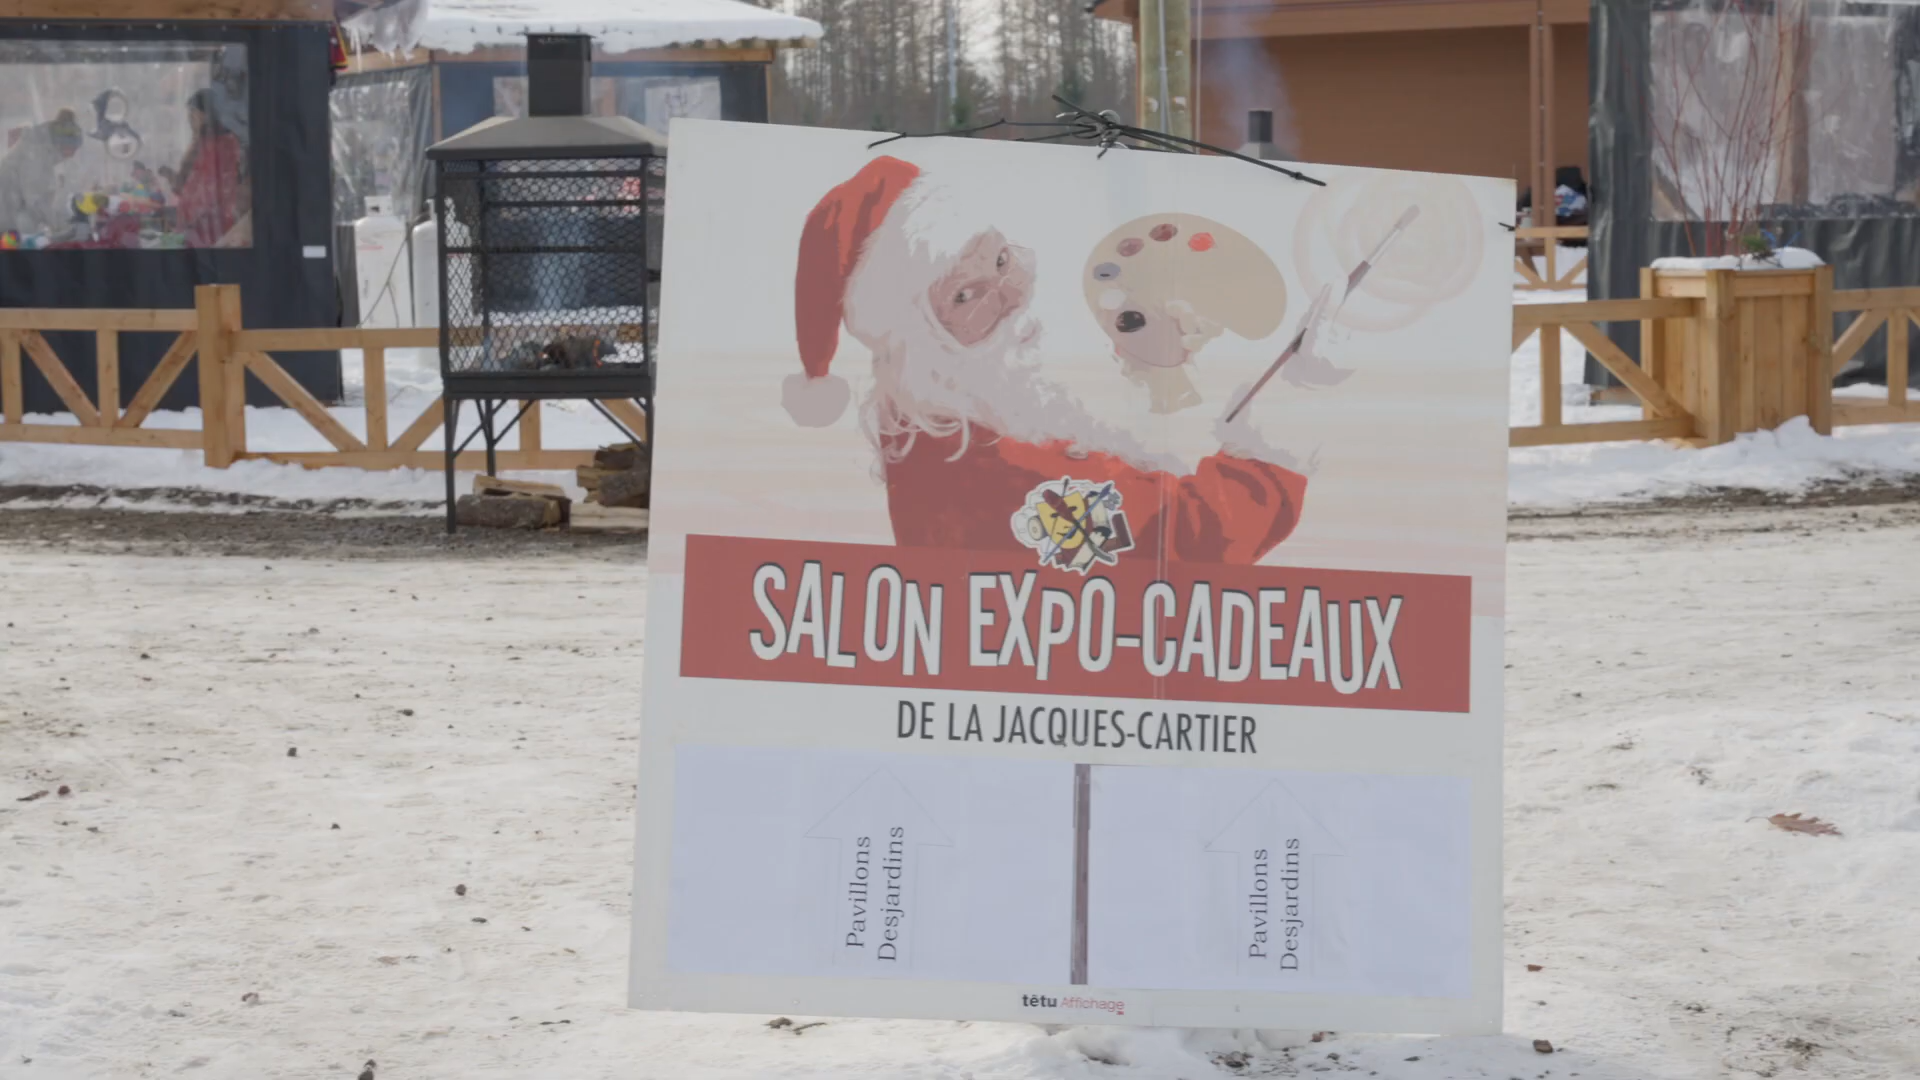 SALON EXPO-CADEAUX
DE LA JACQUES-CARTIER
Pavillons
Desjardins
Pavillons
Desjardins
têtu Affichage